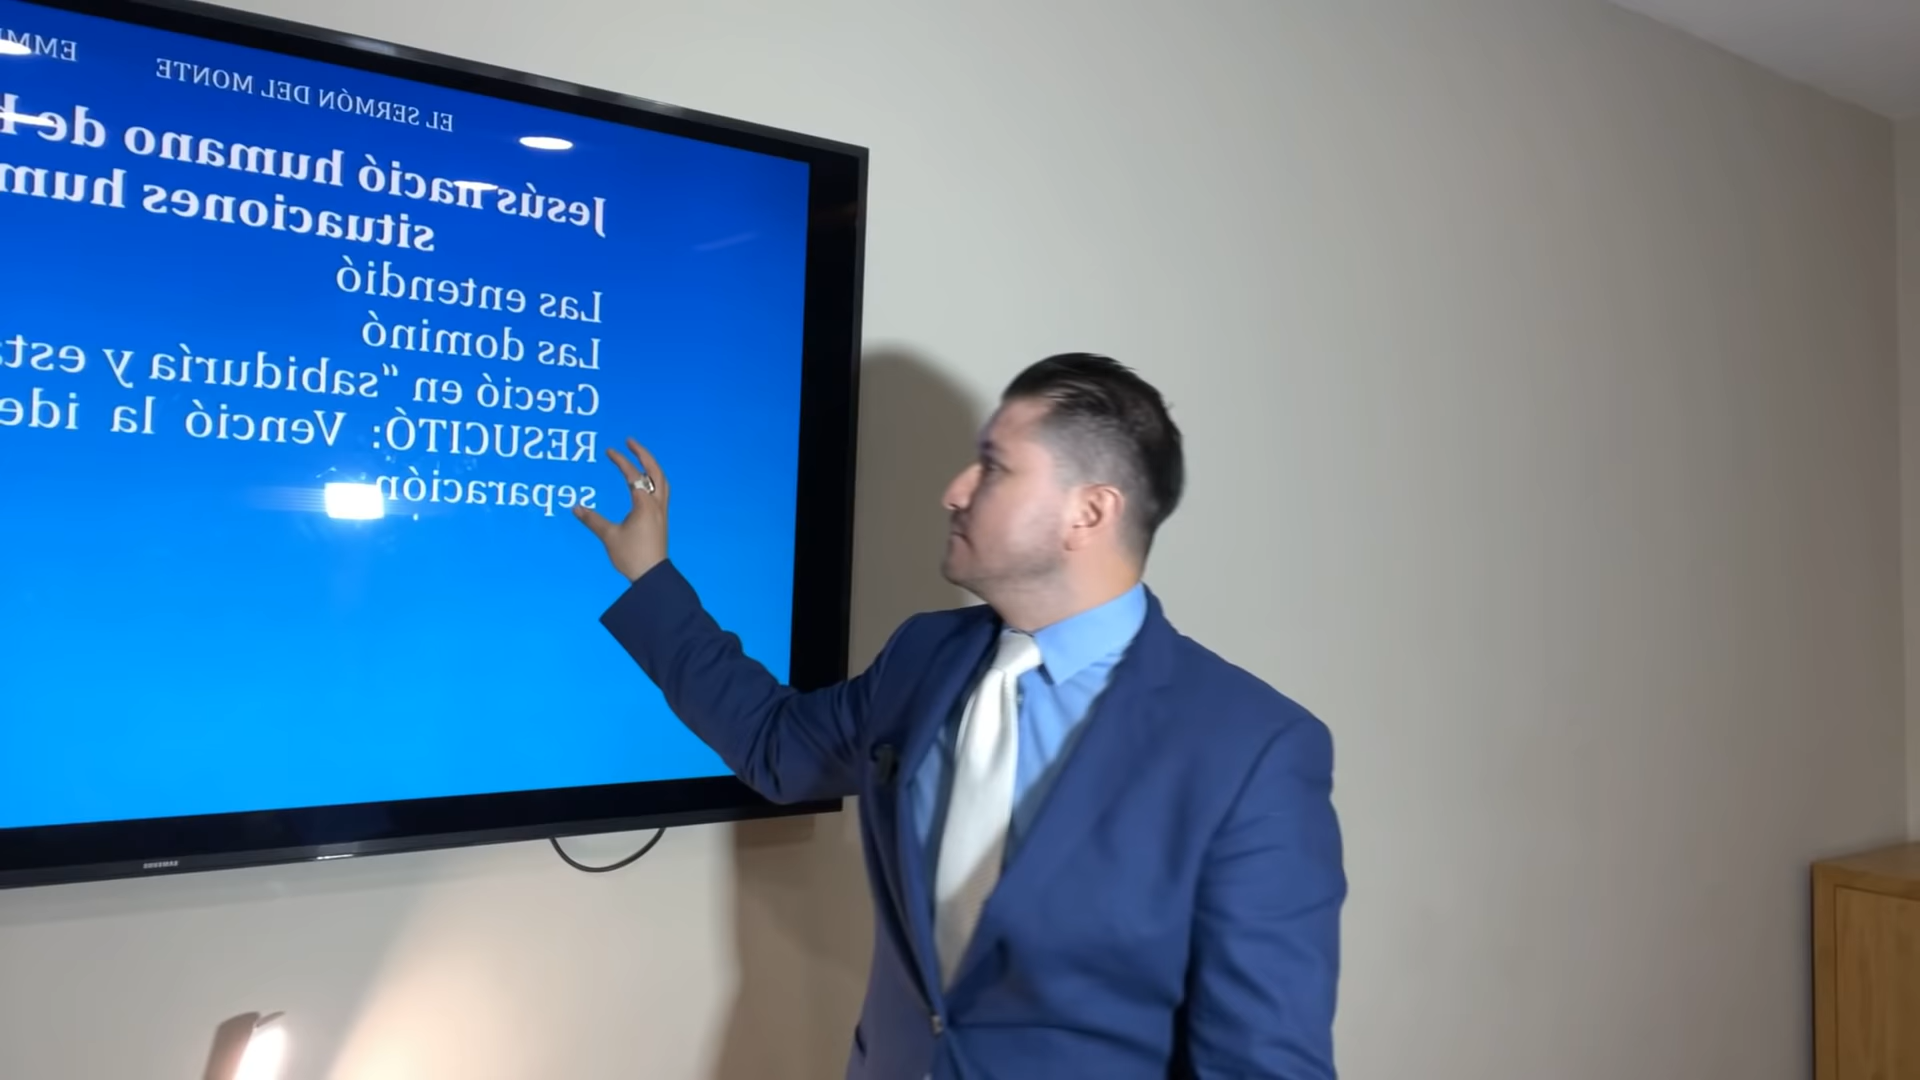 EL SERMÓN DEL MONTE
Jesús nació humano de
situaciones
Las entendió
Las dominó
Creció en “sabiduría y
RESUCITÓ: Venció la
separación
SAMSUNG